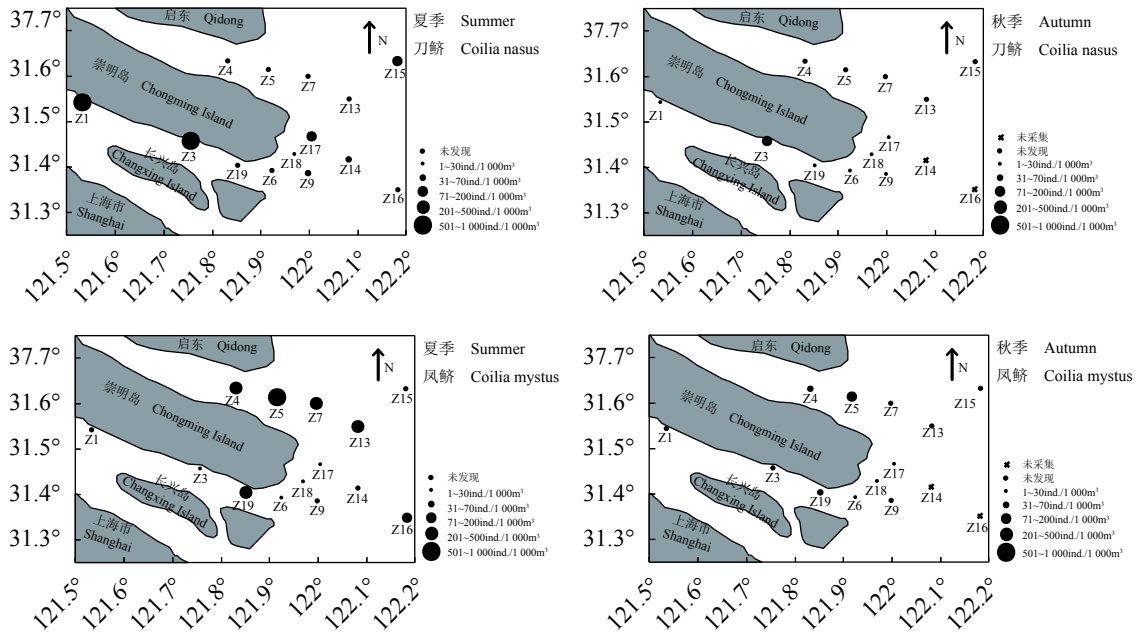 37.7°
31.6°
31.5°
31.4°
31.3°
启东 Qidong
崇明岛 Chongming Island
长兴岛
Changxing Island
上海市
Shanghai
N
夏季 Summer
刀鲚 Coilia nasus
Z4
Z5
Z7
Z15
Z13
Z1
Z3
Z17
Z18
Z14
Z19
Z6
Z9
Z16
未发现
1~30ind./1 000m³
31~70ind./1 000m³
71~200ind./1 000m³
201~500ind./1 000m³
501~1 000ind./1 000m³
121.5°
121.6°
121.7°
121.8°
121.9°
122°
122.1°
122.2°
37.7°
31.6°
31.5°
31.4°
31.3°
启东 Qidong
崇明岛 Chongming Island
长兴岛
Changxing Island
上海市
Shanghai
N
秋季 Autumn
刀鲚 Coilia nasus
Z4
Z5
Z7
Z15
Z13
Z1
Z3
Z17
Z18
Z14
Z19
Z6
Z9
Z16
未采集
未发现
1~30ind./1 000m³
31~70ind./1 000m³
71~200ind./1 000m³
201~500ind./1 000m³
501~1 000ind./1 000m³
121.5°
121.6°
121.7°
121.8°
121.9°
122°
122.1°
122.2°
37.7°
31.6°
31.5°
31.4°
31.3°
启东 Qidong
崇明岛 Chongming Island
长兴岛
Changxing Island
上海市
Shanghai
N
夏季 Summer
凤鲚 Coilia mystus
Z4
Z5
Z7
Z15
Z13
Z1
Z3
Z17
Z18
Z14
Z19
Z6
Z9
Z16
未发现
1~30ind./1 000m³
31~70ind./1 000m³
71~200ind./1 000m³
201~500ind./1 000m³
501~1 000ind./1 000m³
121.5°
121.6°
121.7°
121.8°
121.9°
122°
122.1°
122.2°
37.7°
31.6°
31.5°
31.4°
31.3°
启东 Qidong
崇明岛 Chongming Island
长兴岛
Changxing Island
上海市
Shanghai
N
秋季 Autumn
凤鲚 Coilia mystus
Z4
Z5
Z7
Z15
Z13
Z1
Z3
Z17
Z18
Z14
Z19
Z6
Z9
Z16
未采集
未发现
1~30ind./1 000m³
31~70ind./1 000m³
71~200ind./1 000m³
201~500ind./1 000m³
501~1 000ind./1 000m³
121.5°
121.6°
121.7°
121.8°
121.9°
122°
122.1°
122.2°